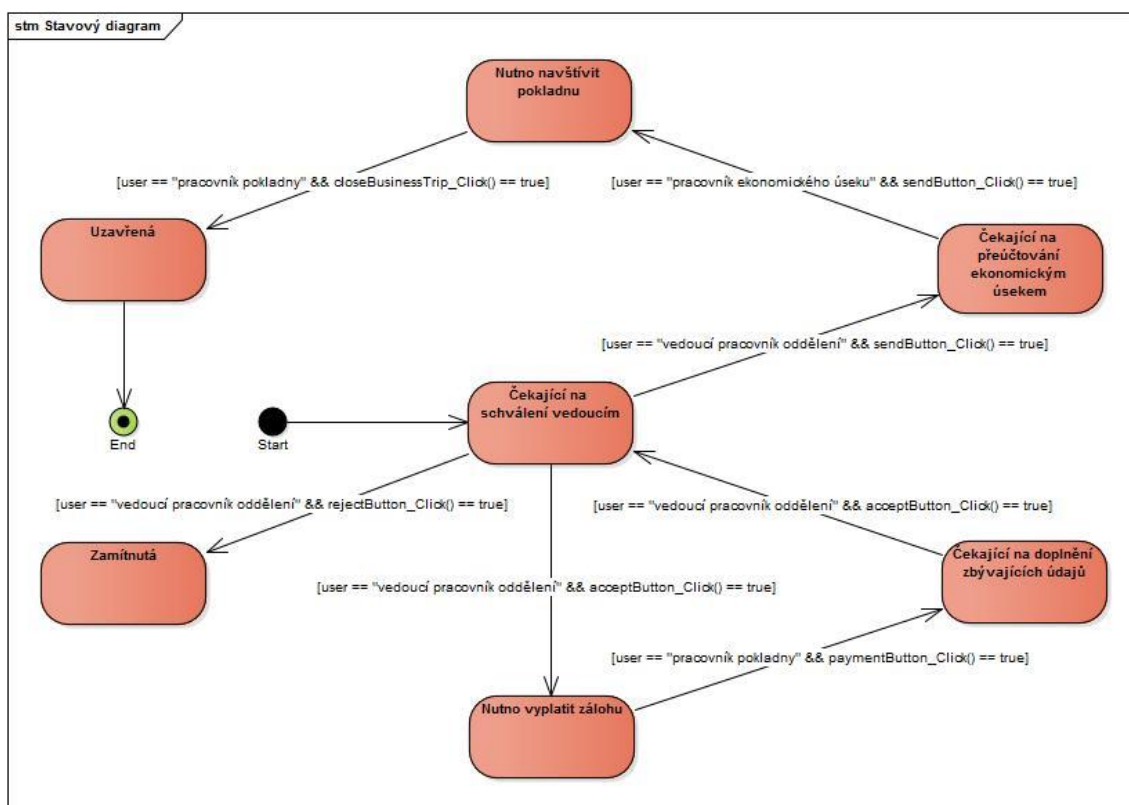 stm Stavový diagram
Nutno navštívit
pokladnu
[user == "pracovník pokladny" && closeBusinessTrip_Click() == true]
[user == "pracovník ekonomického úseku" && sendButton_Click() == true]
Uzavřená
Čekající na
přeúčtování
ekonomickým
úsekem
[user == "vedoucí pracovník oddělení" && sendButton_Click() == true]
Čekající na
schválení vedoucím
End
Start
[user == "vedoucí pracovník oddělení" && rejectButton_Click() == true]
[user == "vedoucí pracovník oddělení" && acceptButton_Click() == true]
Zamítnutá
Čekající na doplnění
zbývajících údajů
[user == "vedoucí pracovník oddělení" && acceptButton_Click() == true]
[user == "pracovník pokladny" && paymentButton_Click() == true]
Nutno vyplatit zálohu